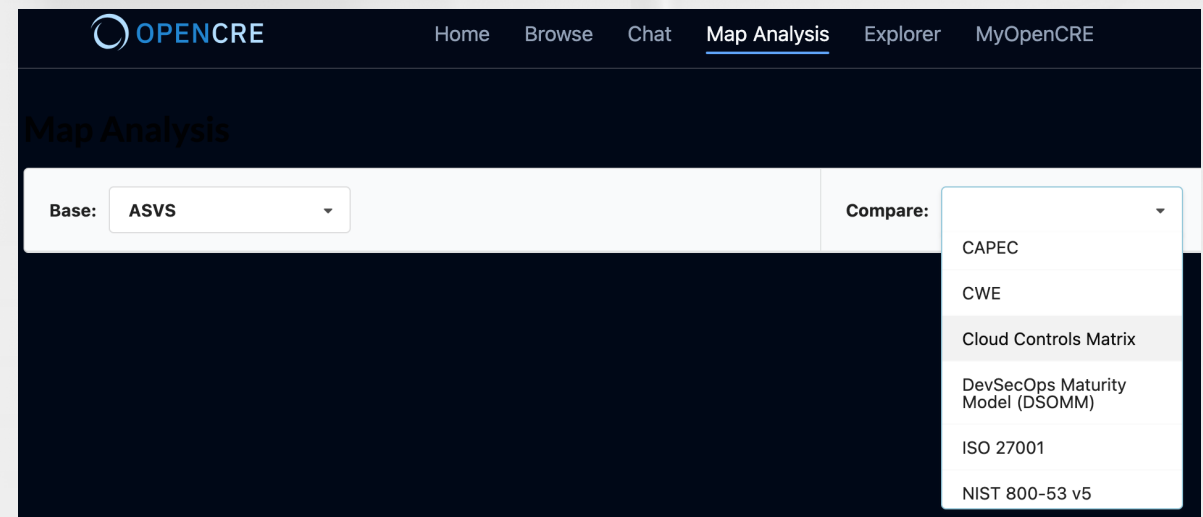 OPENCRE
Home Browse Chat Map Analysis Explorer MyOpenCRE
Map Analysis
Base: ASVS
Compare:
CAPEC
CWE
Cloud Controls Matrix
DevSecOps Maturity
Model (DSOMM)
ISO 27001
NIST 800-53 v5